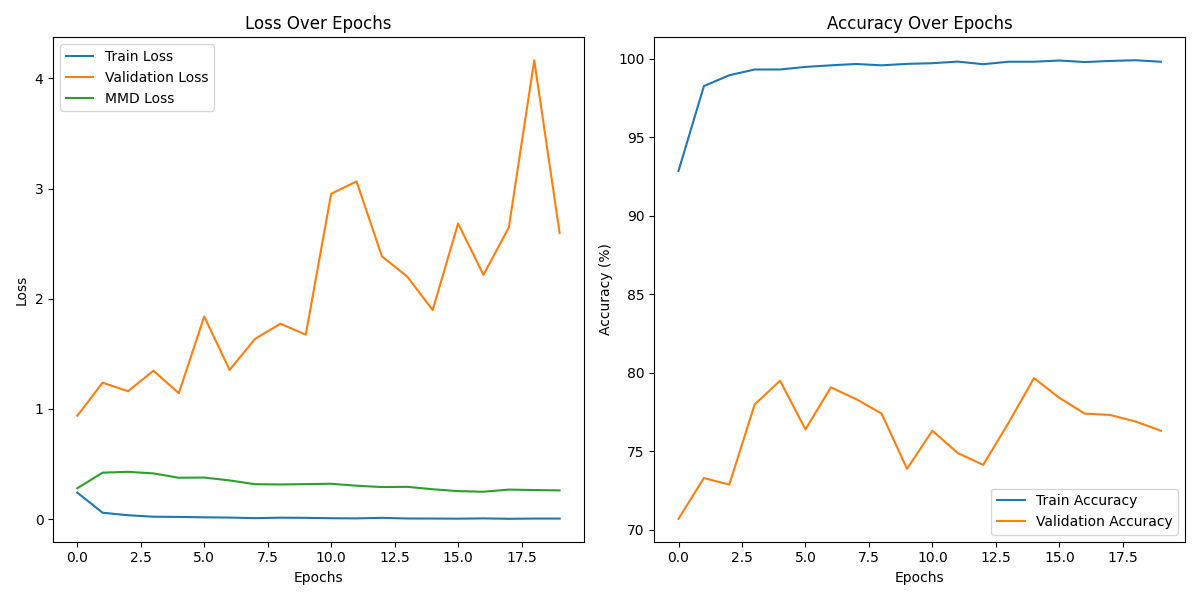 Loss Over Epochs
Train Loss
Validation Loss
MMD Loss
4
3
2
1
0
Loss
0.0 2.5 5.0 7.5 10.0 12.5 15.0 17.5
Epochs
Accuracy Over Epochs
100
95
90
85
80
75
70
Accuracy (%)
Train Accuracy
Validation Accuracy
0.0 2.5 5.0 7.5 10.0 12.5 15.0 17.5
Epochs